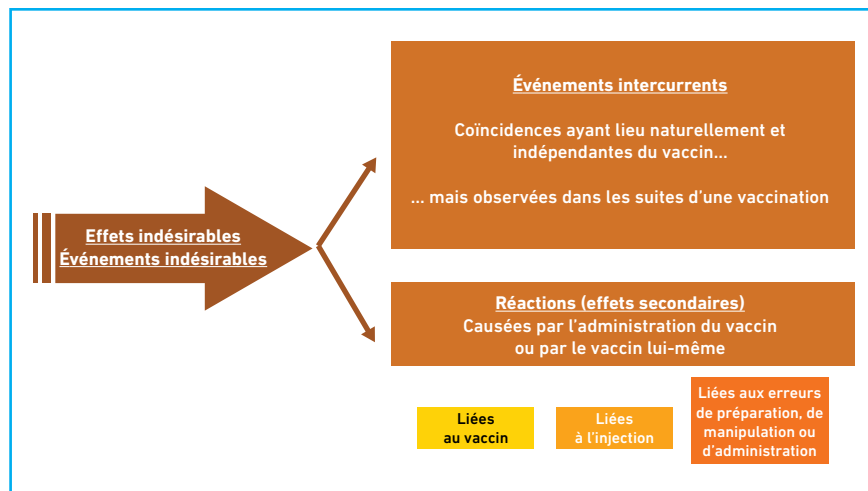 Événements intercurrents
Coïncidences ayant lieu naturellement et
indépendantes du vaccin...
... mais observées dans les suites d'une vaccination
Effets indésirables
Événements indésirables
Réactions (effets secondaires)
Causées par l'administration du vaccin
ou par le vaccin lui-même
Liées
au vaccin
Liées
à l'injection
Liées aux erreurs
de préparation, de
manipulation ou
d'administration